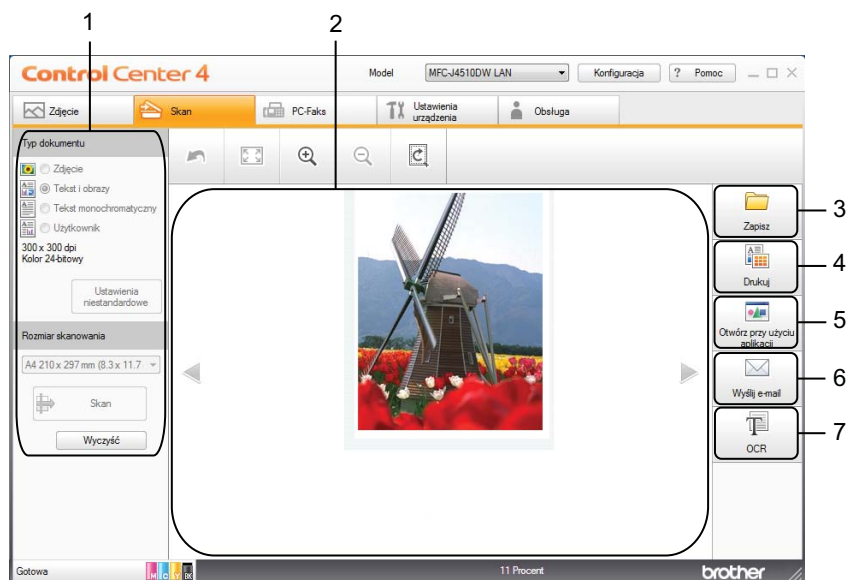 1
2
Control Center 4
Model
MFC-J4510DW LAN
Konfiguracja
? Pomoc
Zdjęcie
Skan
PC-Faks
Ustawienia
urządzenia
Obsługa
Typ dokumentu
Zdjęcie
Tekst i obrazy
Tekst monochromatyczny
Użytkownik
300 x 300 dpi
Kolor 24-bitowy
Ustawienia
niestandardowe
Rozmiar skanowania
A4 210 x 297 mm (8.3 x 11.7
Skan
Wyczyść
Zapisz
3
Drukuj
4
Otwórz przy użyciu
aplikacji
5
Wyślij e-mail
6
OCR
7
Gotowa
M C Y BK
11 Procent
brother